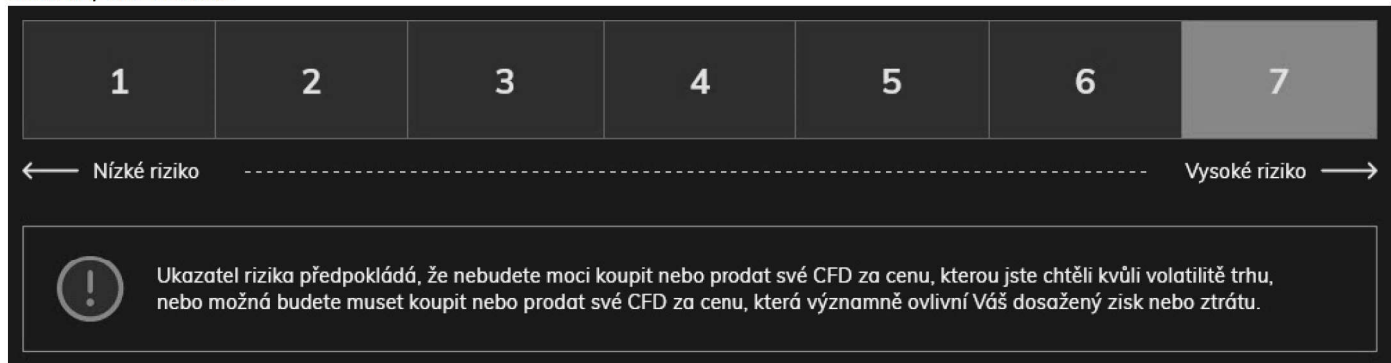 1 2 3 4 5 6 7
Nízké riziko Vysoké riziko
Ukazatel rizika předpokládá, že nebudete moci koupit nebo prodat své CFD za cenu, kterou jste chtěli kvůli volatilitě trhu,
nebo možná budete muset koupit nebo prodat své CFD za cenu, která významně ovlivní Váš dosažený zisk nebo ztrátu.